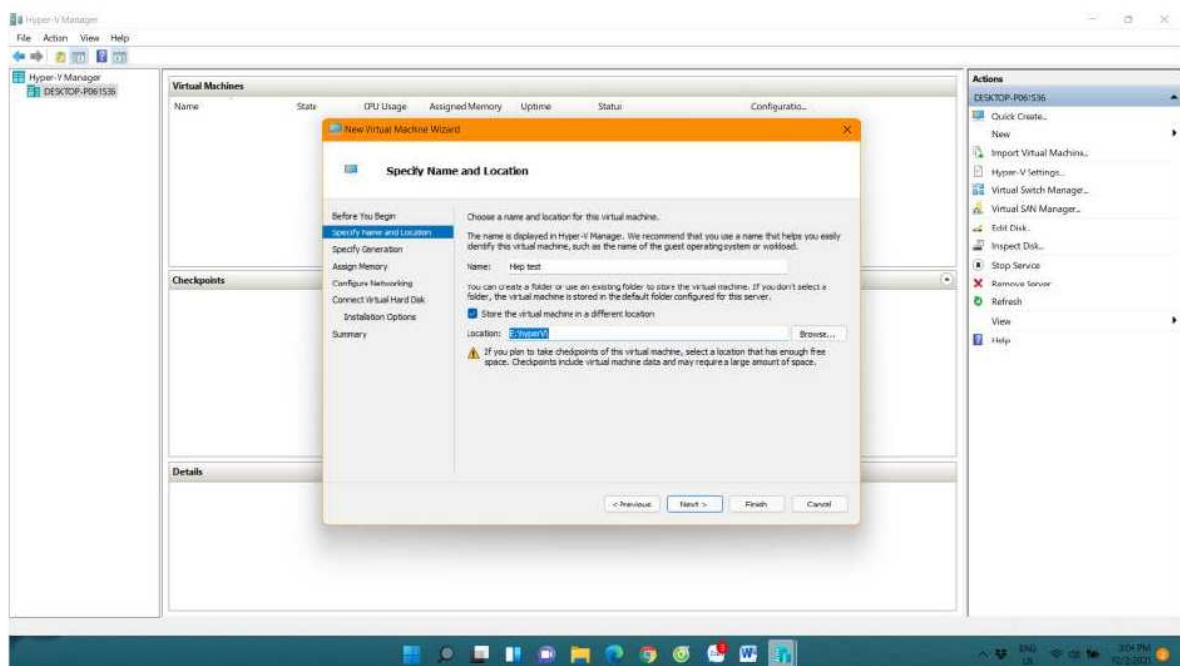 Hyper-V Manager
File Action View Help
Hyper-V Manager
DESKTOP-P061S36
Virtual Machines
Name State CPU Usage Assigned Memory Uptime Status Configuratio...
Checkpoints
Details
New Virtual Machine Wizard
Specify Name and Location
Before You Begin
Specify Name and Location
Specify Generation
Assign Memory
Configure Networking
Connect Virtual Hard Disk
Installation Options
Summary
Choose a name and location for this virtual machine.
The name is displayed in Hyper-V Manager. We recommend that you use a name that helps you easily
identify this virtual machine, such as the name of the guest operating system or workload.
Name: Hep test
You can create a folder or use an existing folder to store the virtual machine. If you don't select a
folder, the virtual machine is stored in the default folder configured for this server.
Store the virtual machine in a different location
Location: E:\hyperV\
Browse...
If you plan to take checkpoints of this virtual machine, select a location that has enough free
space. Checkpoints include virtual machine data and may require a large amount of space.
< Previous Next > Finish Cancel
Actions
DESKTOP-P061S36
Quick Create...
New
Import Virtual Machine...
Hyper-V Settings...
Virtual Switch Manager...
Virtual SAN Manager...
Edit Disk...
Inspect Disk...
Stop Service
Remove Server
Refresh
View
Help
ENG
US
3:04 PM